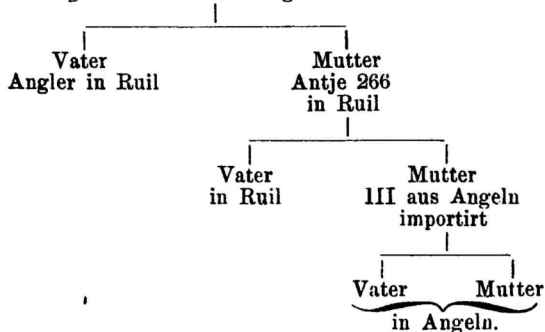 Vater Mutter
Angler in Ruil Antje 266
in Ruil
Vater Mutter
in Ruil III aus Angeln
importirt
Vater Mutter
in Angeln.